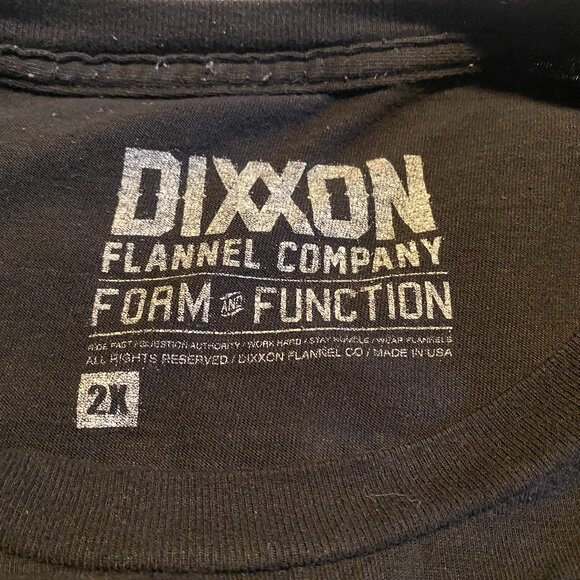 DIXXON
FLANNEL COMPANY
FORM AND FUNCTION
RIDE FAST / QUESTION AUTHORITY / WORK HARD / STAY HUMBLE / WEAR FLANNELS
ALL RIGHTS RESERVED / DIXXON FLANNEL CO / MADE IN USA
2X